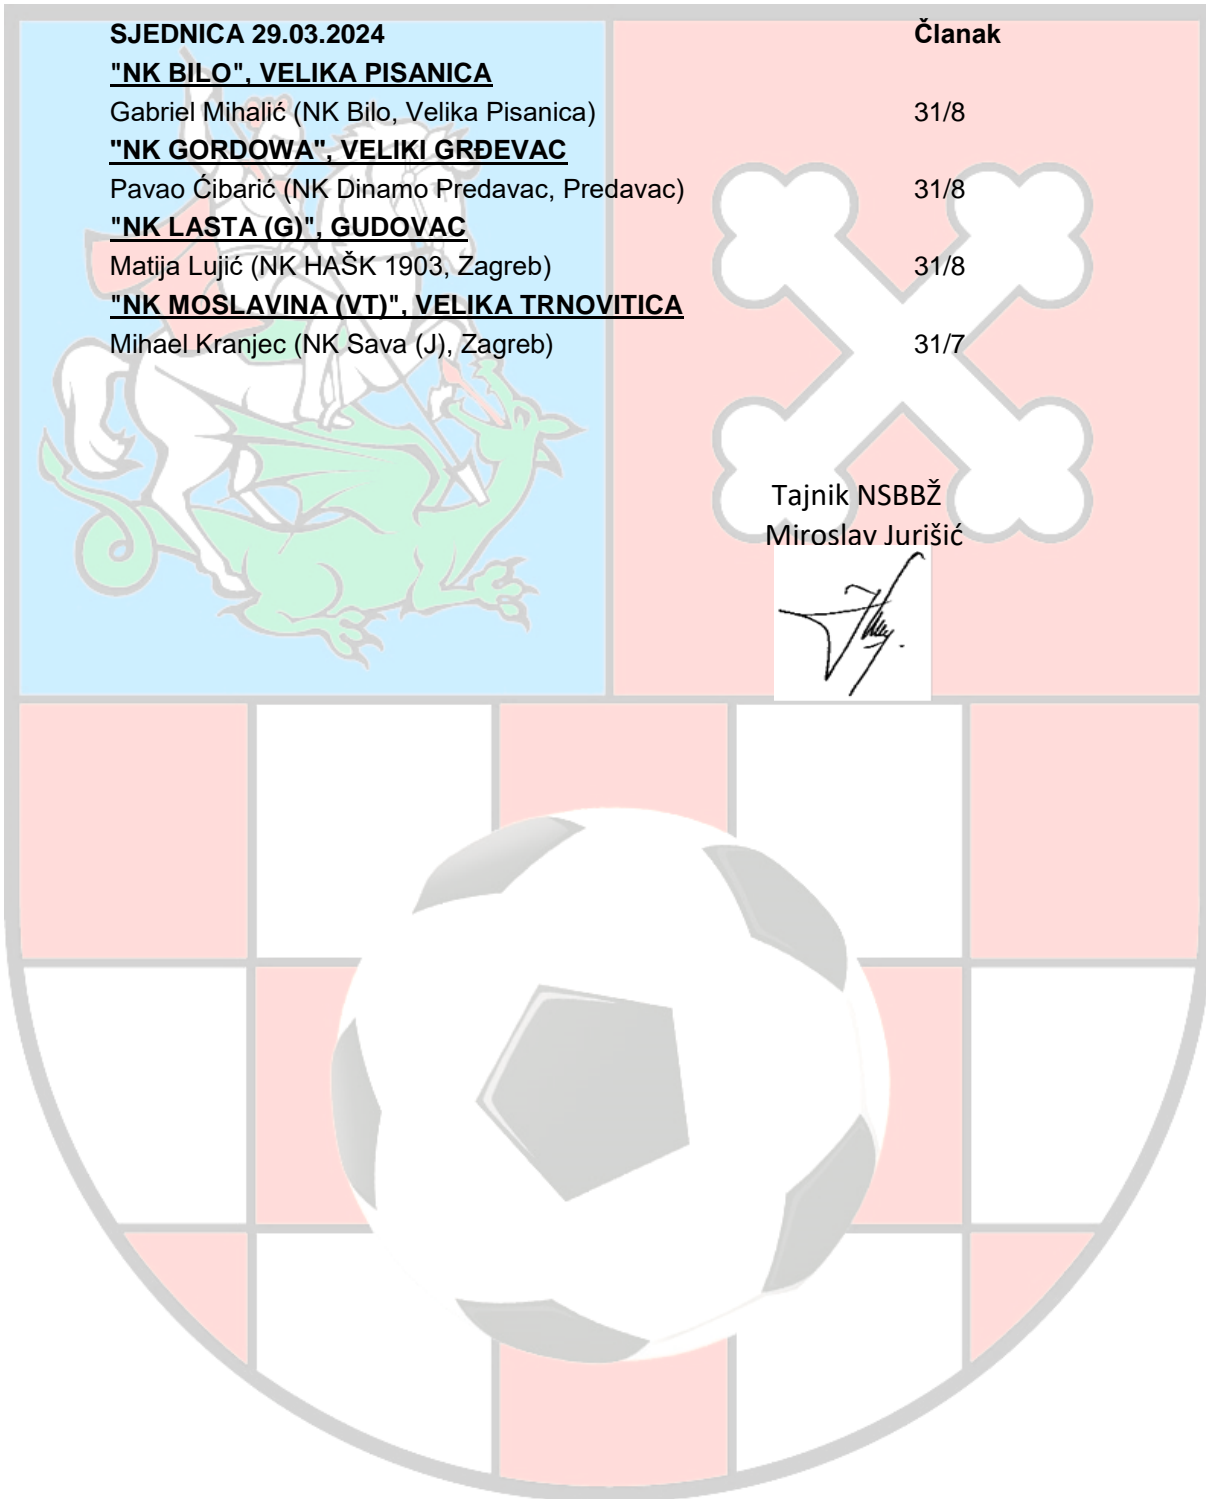 SJEDNICA 29.03.2024 Članak
"NK BILO", VELIKA PISANICA
Gabriel Mihalić (NK Bilo, Velika Pisanica) 31/8
"NK GORDOWA", VELIKI GRĐEVAC
Pavao Ćibarić (NK Dinamo Predavac, Predavac) 31/8
"NK LASTA (G)", GUDOVAC
Matija Lujić (NK HAŠK 1903, Zagreb) 31/8
"NK MOSLAVINA (VT)", VELIKA TRNOVITICA
Mihael Kranjec (NK Sava (J), Zagreb) 31/7
Tajnik NSBBŽ
Miroslav Jurišić